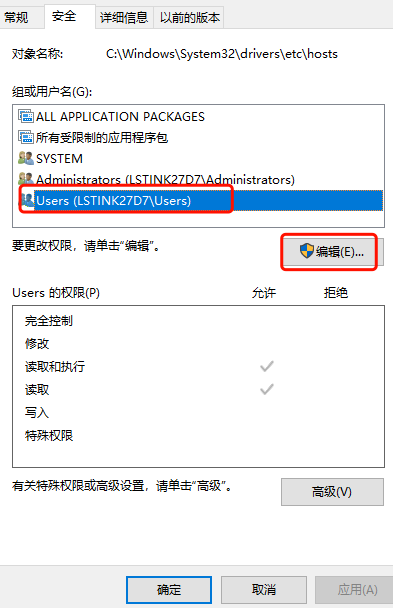 常规 安全 详细信息 以前的版本
对象名称: C:\Windows\System32\drivers\etc\hosts
组或用户名(G):
ALL APPLICATION PACKAGES
所有受限制的应用程序包
SYSTEM
Administrators (LSTINK27D7\Administrators)
Users (LSTINK27D7\Users)
要更改权限，请单击“编辑”。 编辑(E)...
Users 的权限(P) 允许 拒绝
完全控制
修改
读取和执行
读取
写入
特殊权限
有关特殊权限或高级设置，请单击“高级”。 高级(V)
确定 取消 应用(A)